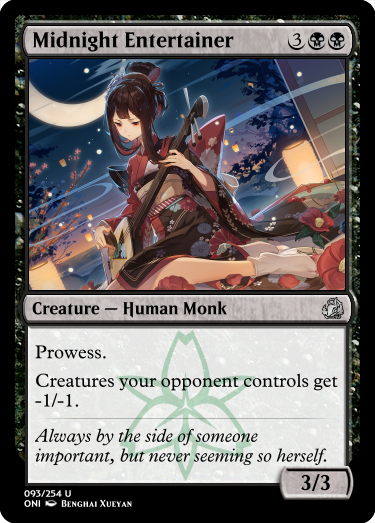 Midnight Entertainer 3
Creature — Human Monk
Prowess.
Creatures your opponent controls get
-1/-1.
Always by the side of someone
important, but never seeming so herself.
3/3
093/254 U
ONI Benghai Xueyan